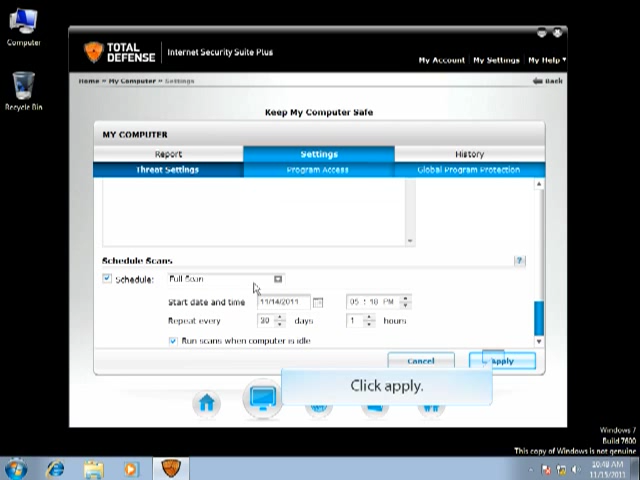 Computer
Recycle Bin
TOTAL DEFENSE
Internet Security Suite Plus
My Account My Settings My Help
Home » My Computer » Settings
Back
Keep My Computer Safe
MY COMPUTER
Report Settings History
Threat Settings Program Access Global Program Protection
Schedule Scans ?
Schedule: Full Scan
Start date and time 11/14/2011 05 : 18 PM
Repeat every 30 days 1 hours
Run scans when computer is idle
Cancel Apply
Click apply.
Windows 7
Build 7600
This copy of Windows is not genuine
10:48 AM
11/15/2011